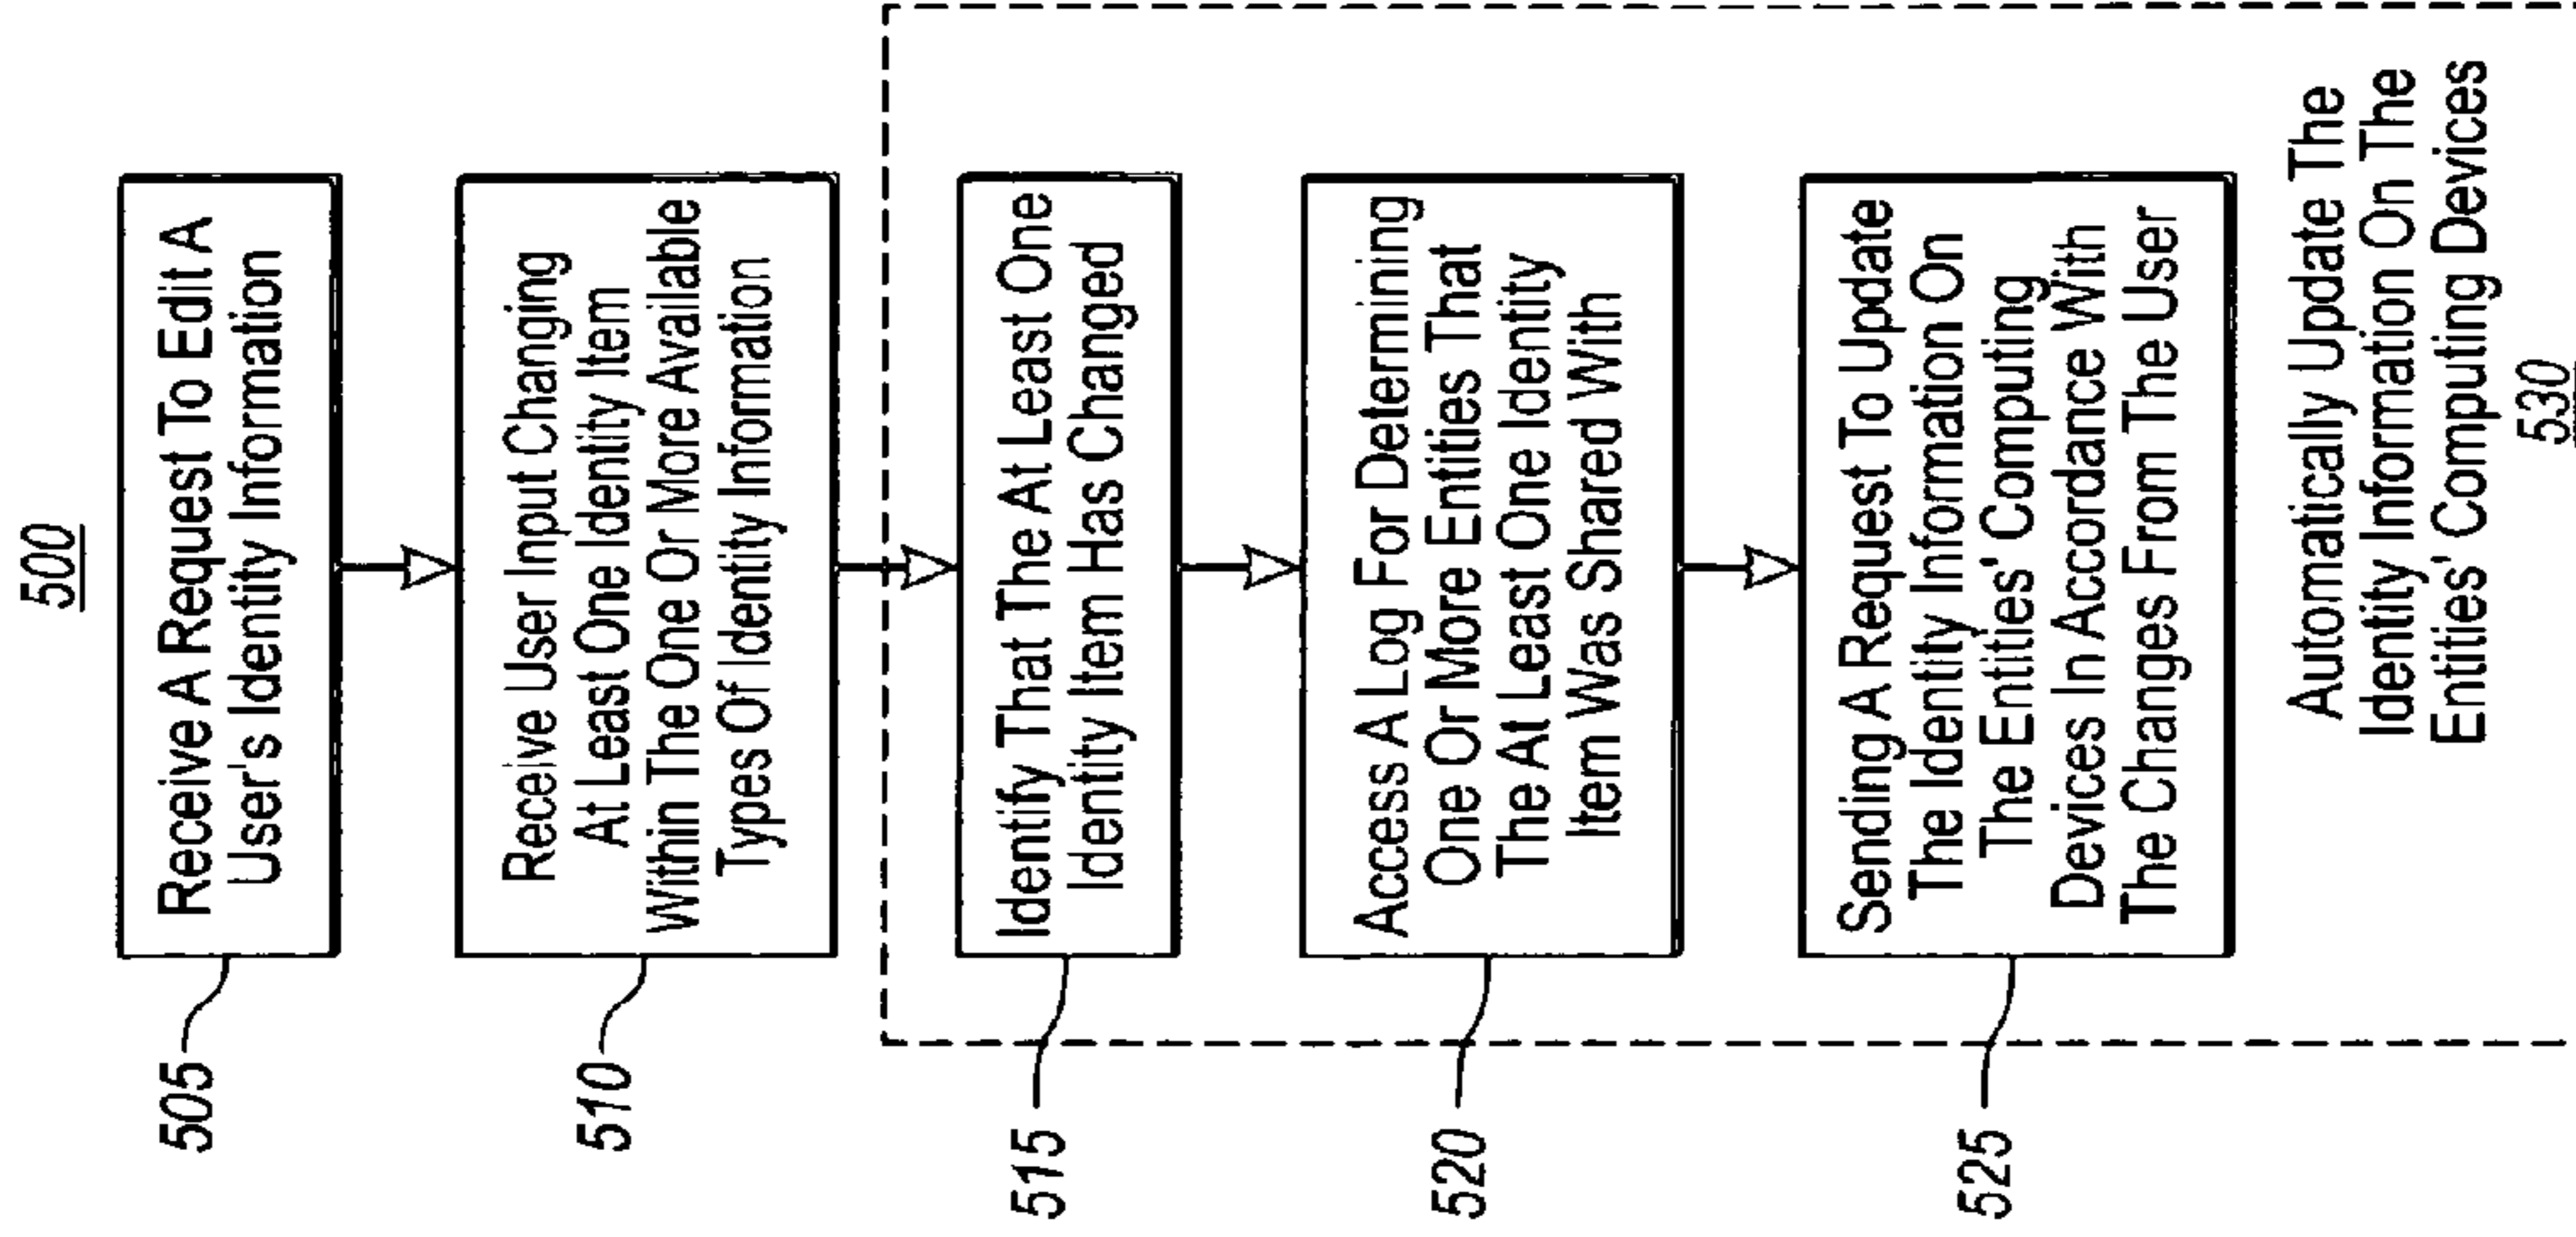 500
505
Receive A Request To Edit A
User's Identity Information
510
Receive User Input Changing
At Least One Identity Item
Within The One Or More Available
Types Of Identity Information
515
Identify That The At Least One
Identity Item Has Changed
520
Access A Log For Determining
One Or More Entities That
The At Least One Identity
Item Was Shared With
525
Sending A Request To Update
The Identity Information On
The Entities' Computing
Devices In Accordance With
The Changes From The User
Automatically Update The
Identity Information On The
Entities' Computing Devices
530